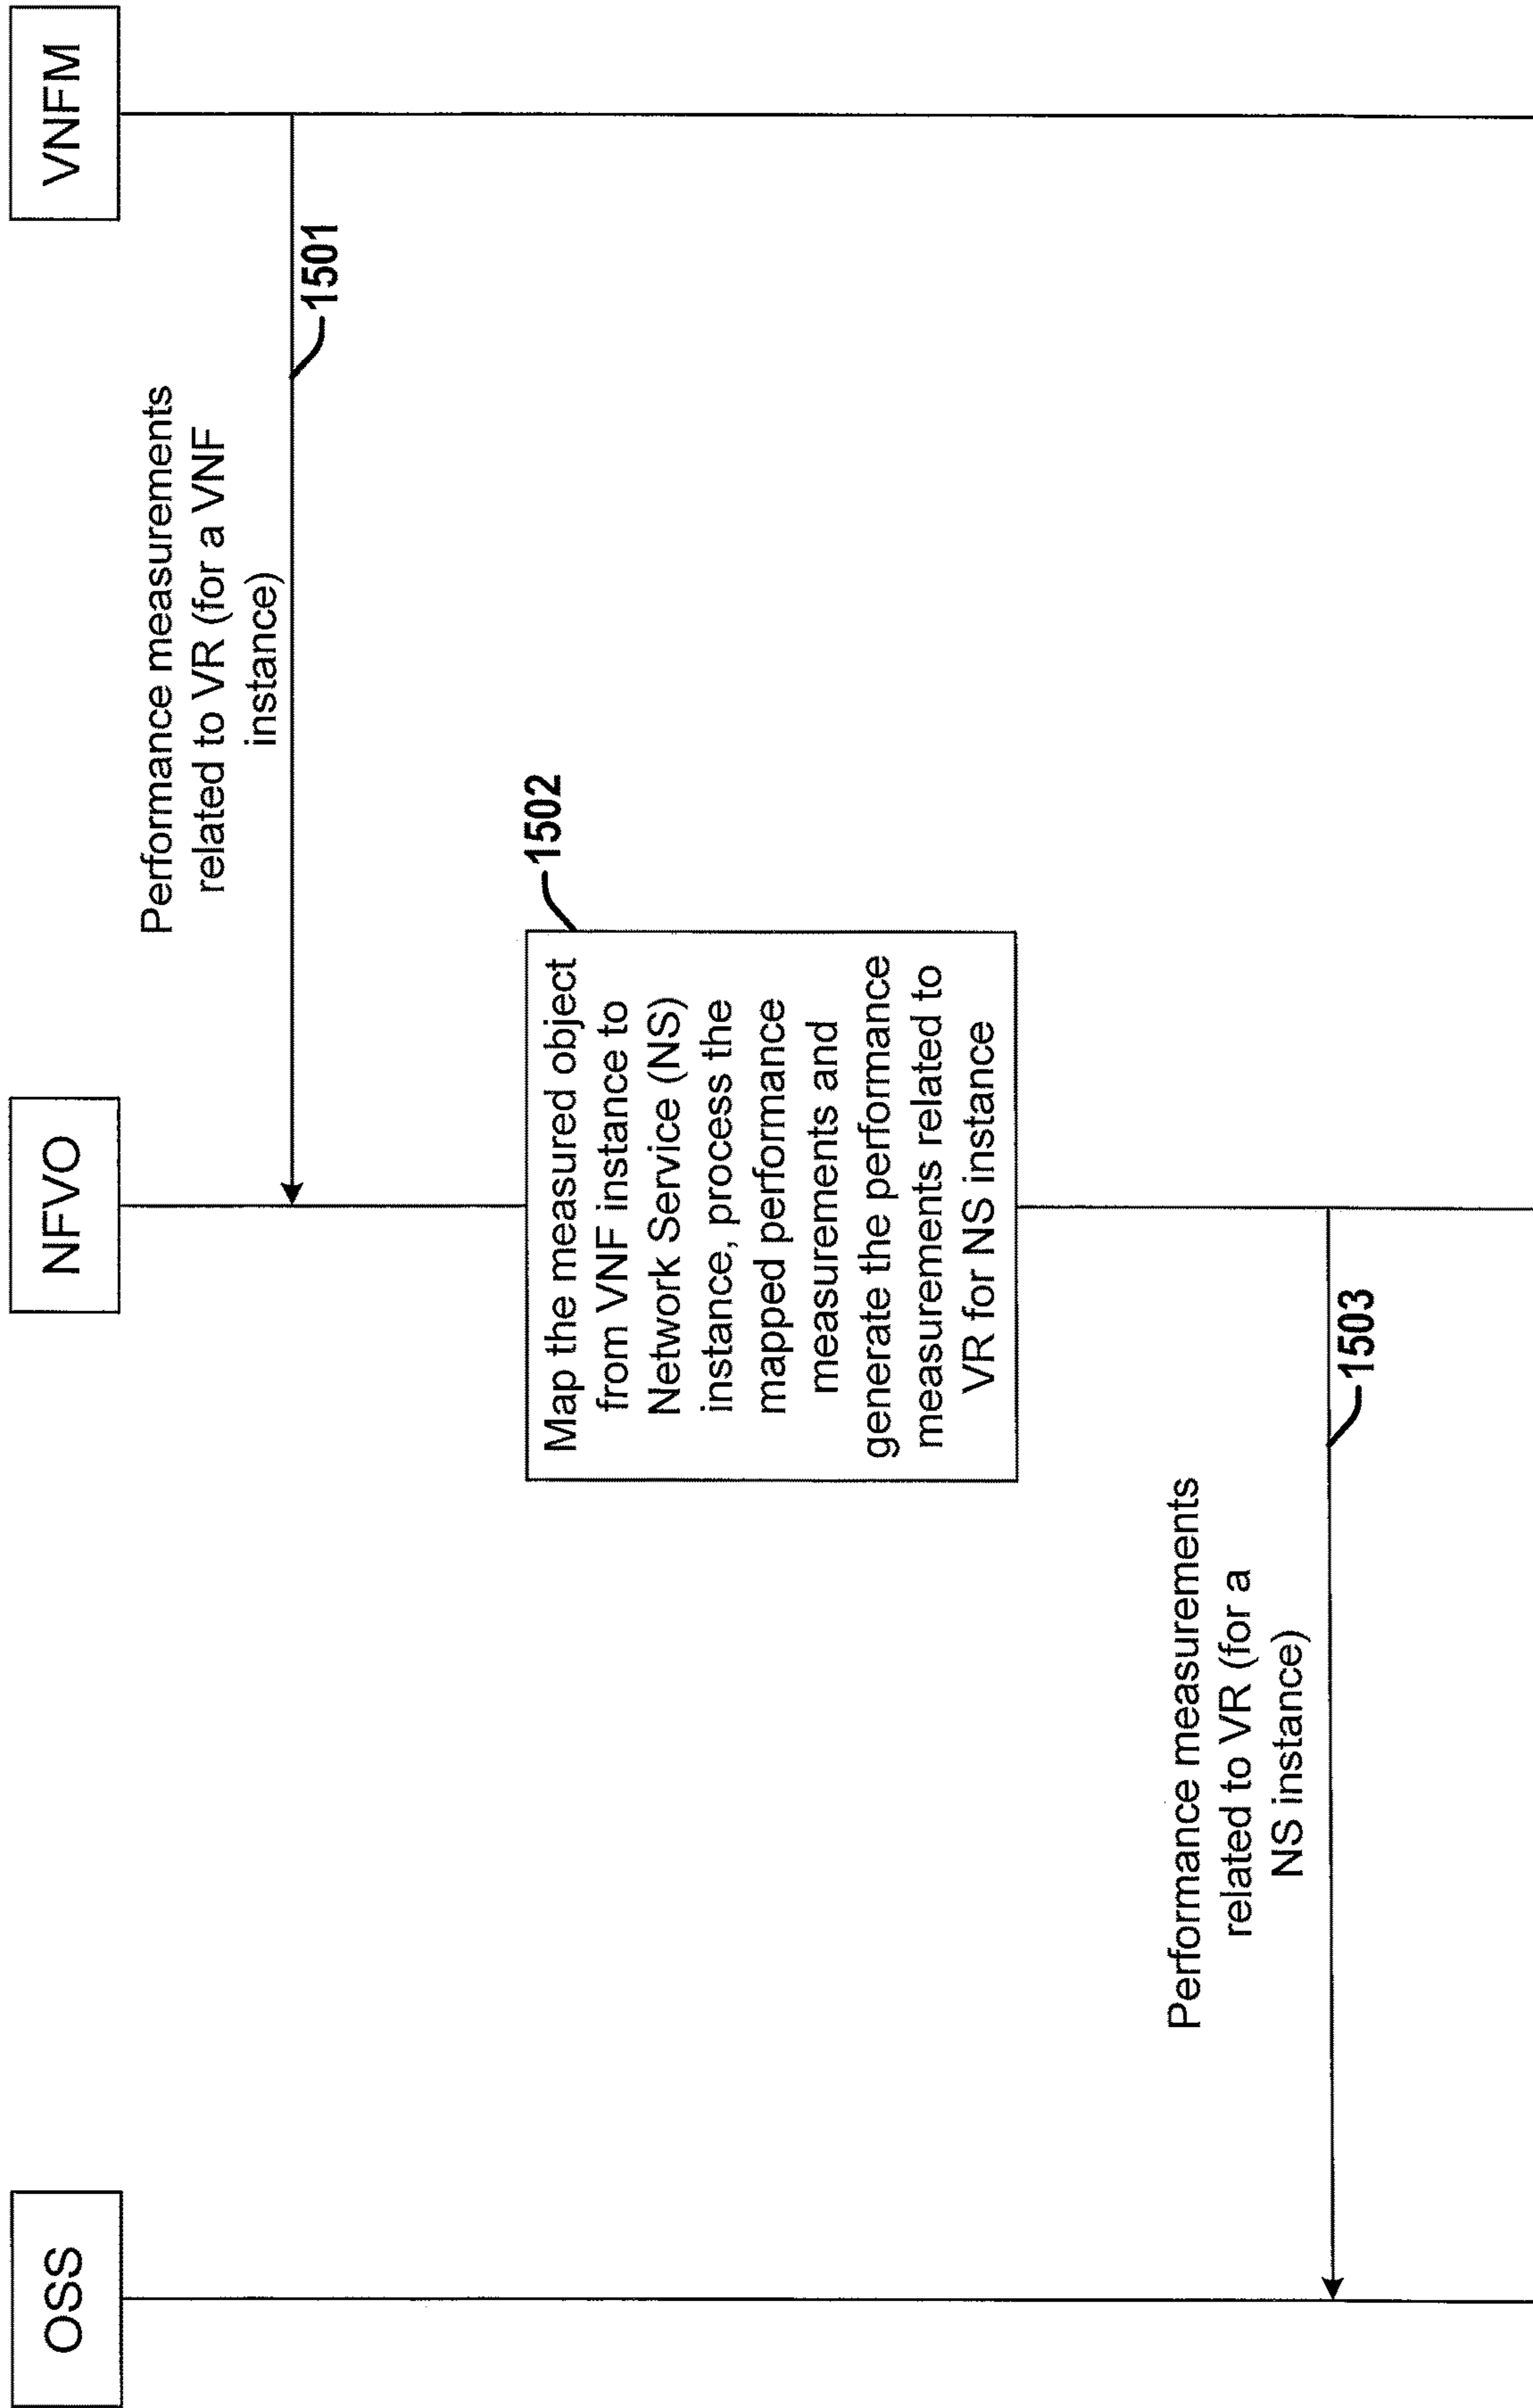 OSS
NFVO
VNFM
Performance measurements
related to VR (for a VNF
instance)
1501
1502
Map the measured object
from VNF instance to
Network Service (NS)
instance, process the
mapped performance
measurements and
generate the performance
measurements related to
VR for NS instance
Performance measurements
related to VR (for a
NS instance)
1503